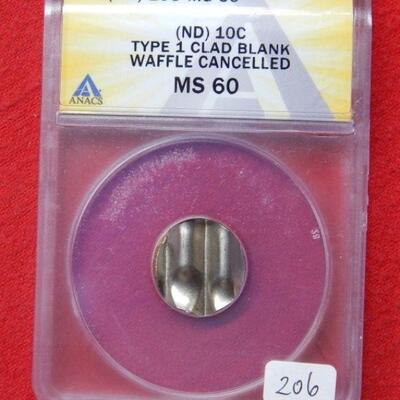 (ND) 10C
TYPE 1 CLAD BLANK
WAFFLE CANCELLED
ANACS
MS 60
206